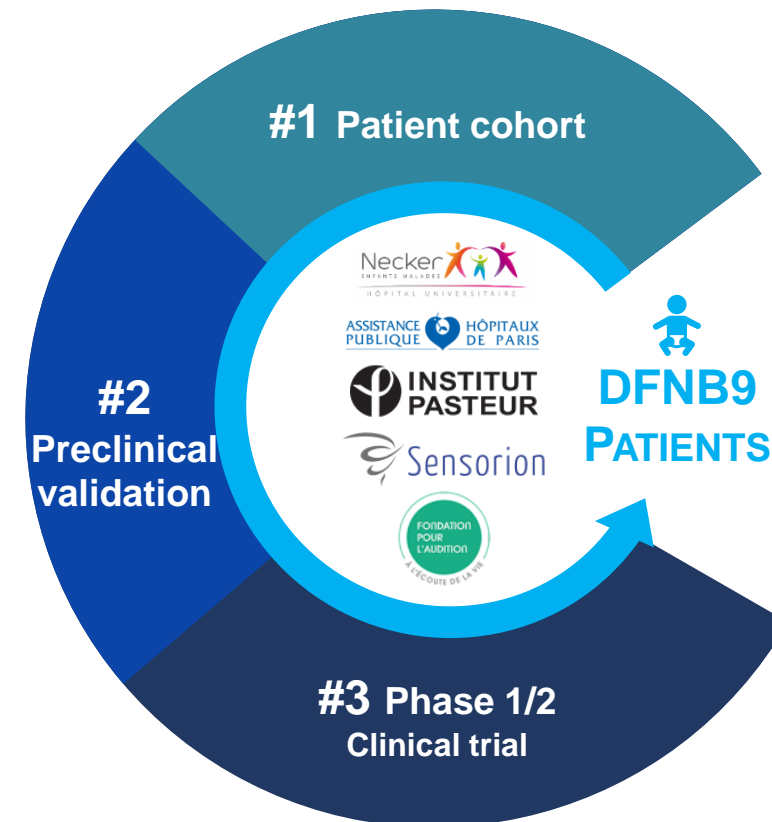 #1 Patient cohort
Necker
ENFANTS MALADES
HÔPITAL UNIVERSITAIRE
ASSISTANCE PUBLIQUE HÔPITAUX DE PARIS
INSTITUT
PASTEUR
Sensorion
FONDATION
POUR
L'AUDITION
À L'ÉCOUTE DE LA VIE
DFNB9
PATIENTS
#2
Preclinical
validation
#3 Phase 1/2
Clinical trial